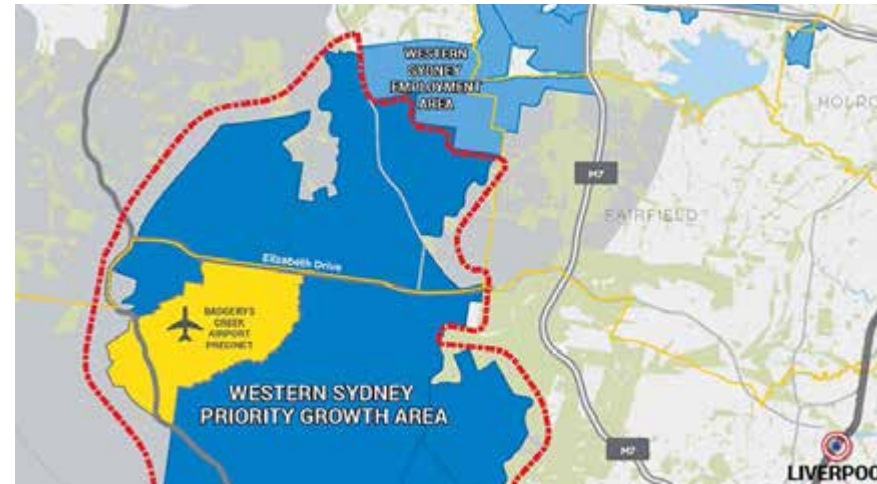 WESTERN
SYDNEY
EMPLOYMENT
AREA
HOLRO
M7
FAIRFIELD
Elizabeth Drive
BADGERYS
CREEK
AIRPORT
PRECINCT
WESTERN SYDNEY
PRIORITY GROWTH AREA
M7
LIVERPOO